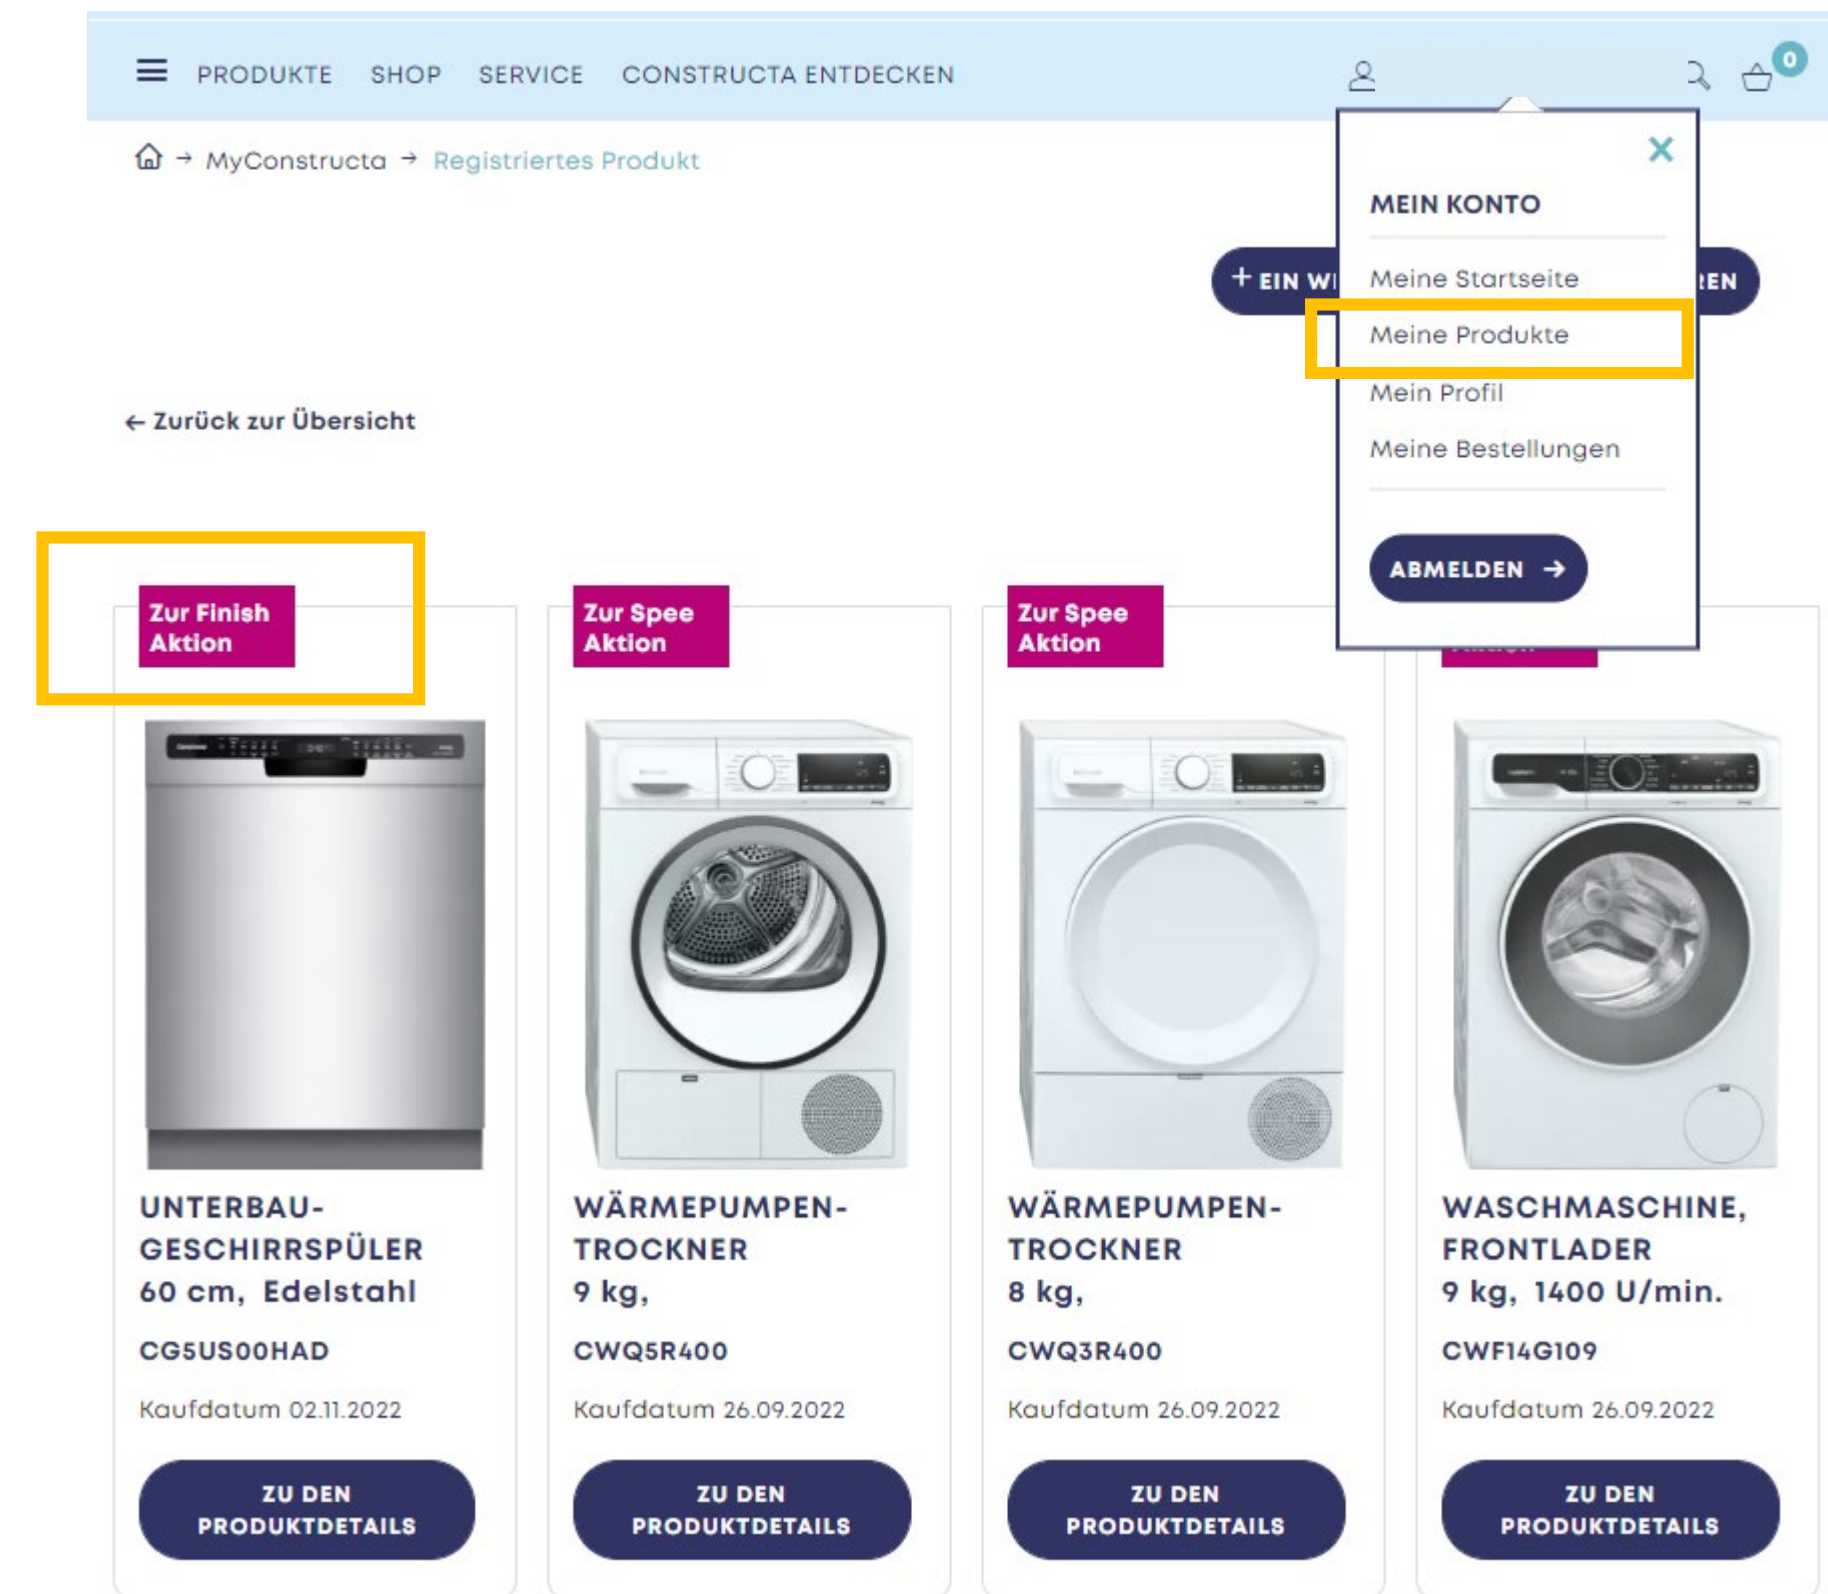 PRODUKTE SHOP SERVICE CONSTRUCTA ENTDECKEN 0
→ MyConstructa → Registriertes Produkt
MEIN KONTO
+ EIN
Meine Startseite
Meine Produkte
Mein Profil
Meine Bestellungen
ABMELDEN →
← Zurück zur Übersicht
Zur Finish
Aktion
Zur Spee
Aktion
Zur Spee
Aktion
UNTERBAU-
GESCHIRRSPÜLER
60 cm, Edelstahl
CG5US00HAD
Kaufdatum 02.11.2022
ZU DEN
PRODUKTDETAILS
WÄRMEPUMPEN-
TROCKNER
9 kg,
CWQ5R400
Kaufdatum 26.09.2022
ZU DEN
PRODUKTDETAILS
WÄRMEPUMPEN-
TROCKNER
8 kg,
CWQ3R400
Kaufdatum 26.09.2022
ZU DEN
PRODUKTDETAILS
WASCHMASCHINE,
FRONTLADER
9 kg, 1400 U/min.
CWF14G109
Kaufdatum 26.09.2022
ZU DEN
PRODUKTDETAILS